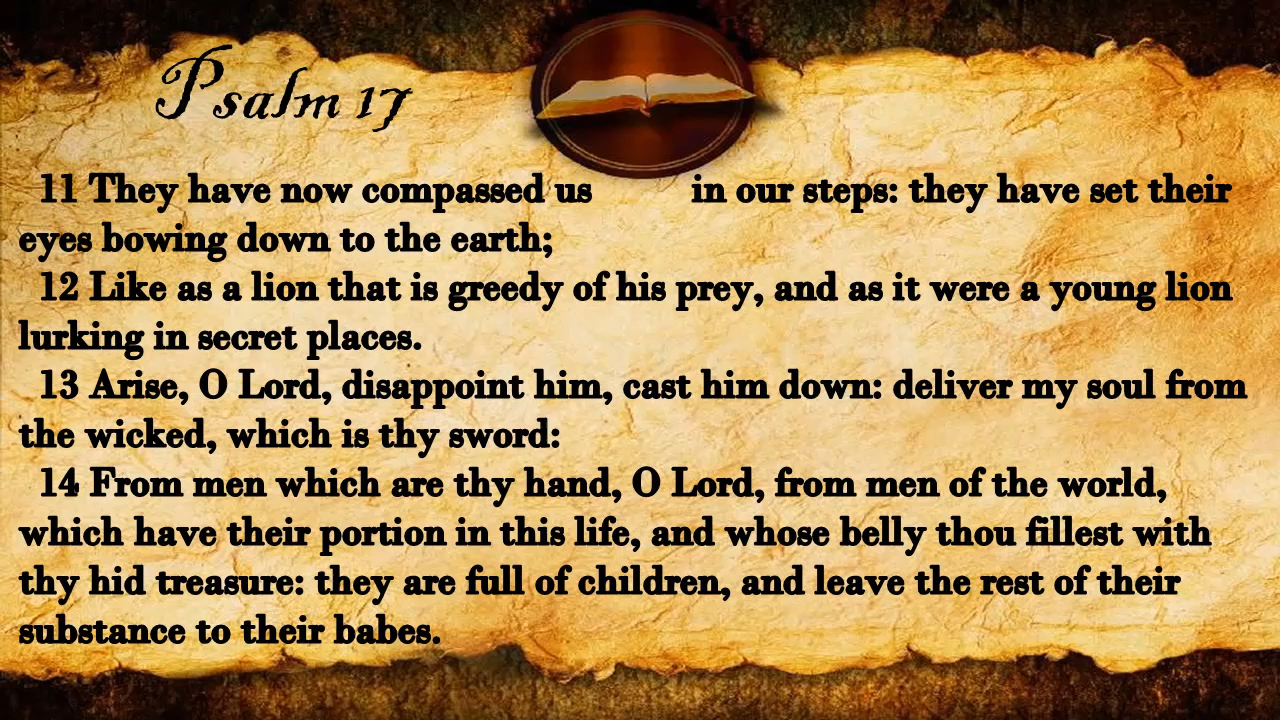 Psalm 17
11 They have now compassed us in our steps: they have set their
eyes bowing down to the earth;
12 Like as a lion that is greedy of his prey, and as it were a young lion
lurking in secret places.
13 Arise, O Lord, disappoint him, cast him down: deliver my soul from
the wicked, which is thy sword:
14 From men which are thy hand, O Lord, from men of the world,
which have their portion in this life, and whose belly thou fillest with
thy hid treasure: they are full of children, and leave the rest of their
substance to their babes.